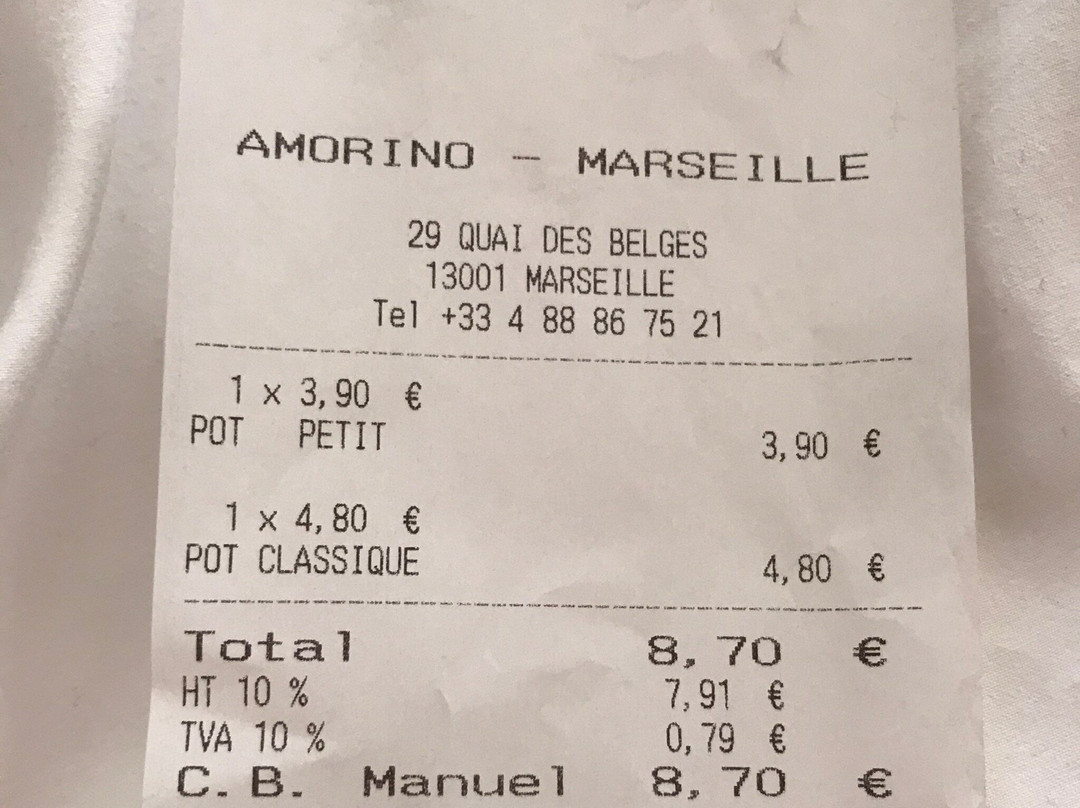 AMORINO - MARSEILLE
29 QUAI DES BELGES
13001 MARSEILLE
Tel +33 4 88 86 75 21
1 x 3,90 €
POT PETIT 3,90 €
1 x 4,80 €
POT CLASSIQUE 4,80 €
Total 8,70 €
HT 10 % 7,91 €
TVA 10 % 0,79 €
C.B. Manuel 8,70 €